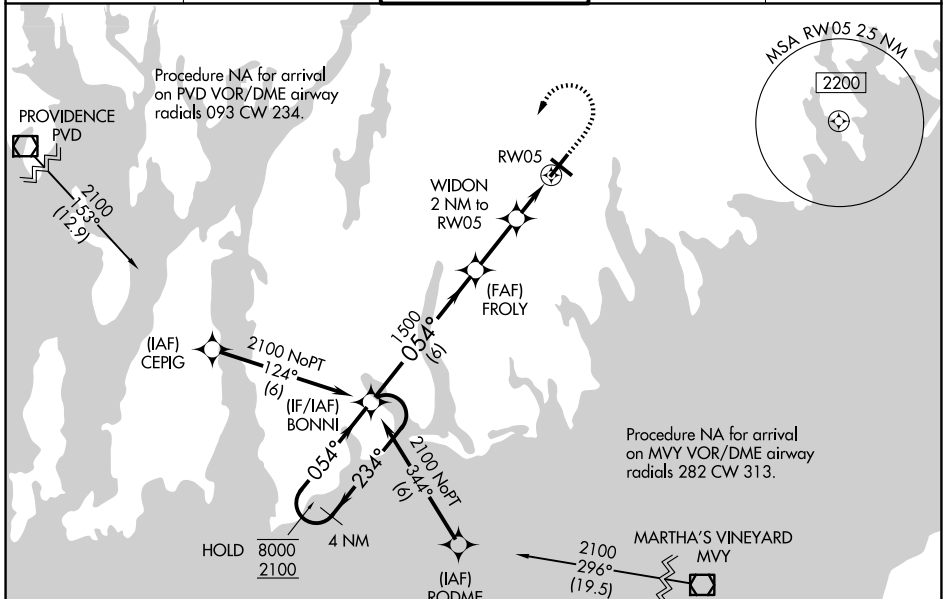 Procedure NA for arrival
on PVD VOR/DME airway
radials 093 CW 234.
MSA RW05 25 NM
2200
PROVIDENCE
PVD
2100
153°
(12.9)
RW05
WIDON
2 NM to
RW05
(FAF)
FROLY
1500
054°
(6)
(IAF)
CEPIG
2100 NoPT
124°
(6)
(IF/IAF)
BONNI
054°
234°
2100 NoPT
344°
(6)
Procedure NA for arrival
on MVY VOR/DME airway
radials 282 CW 313.
HOLD
8000
2100
4 NM
MARTHA'S VINEYARD
MVY
2100
296°
(19.5)
(IAF)
RODME